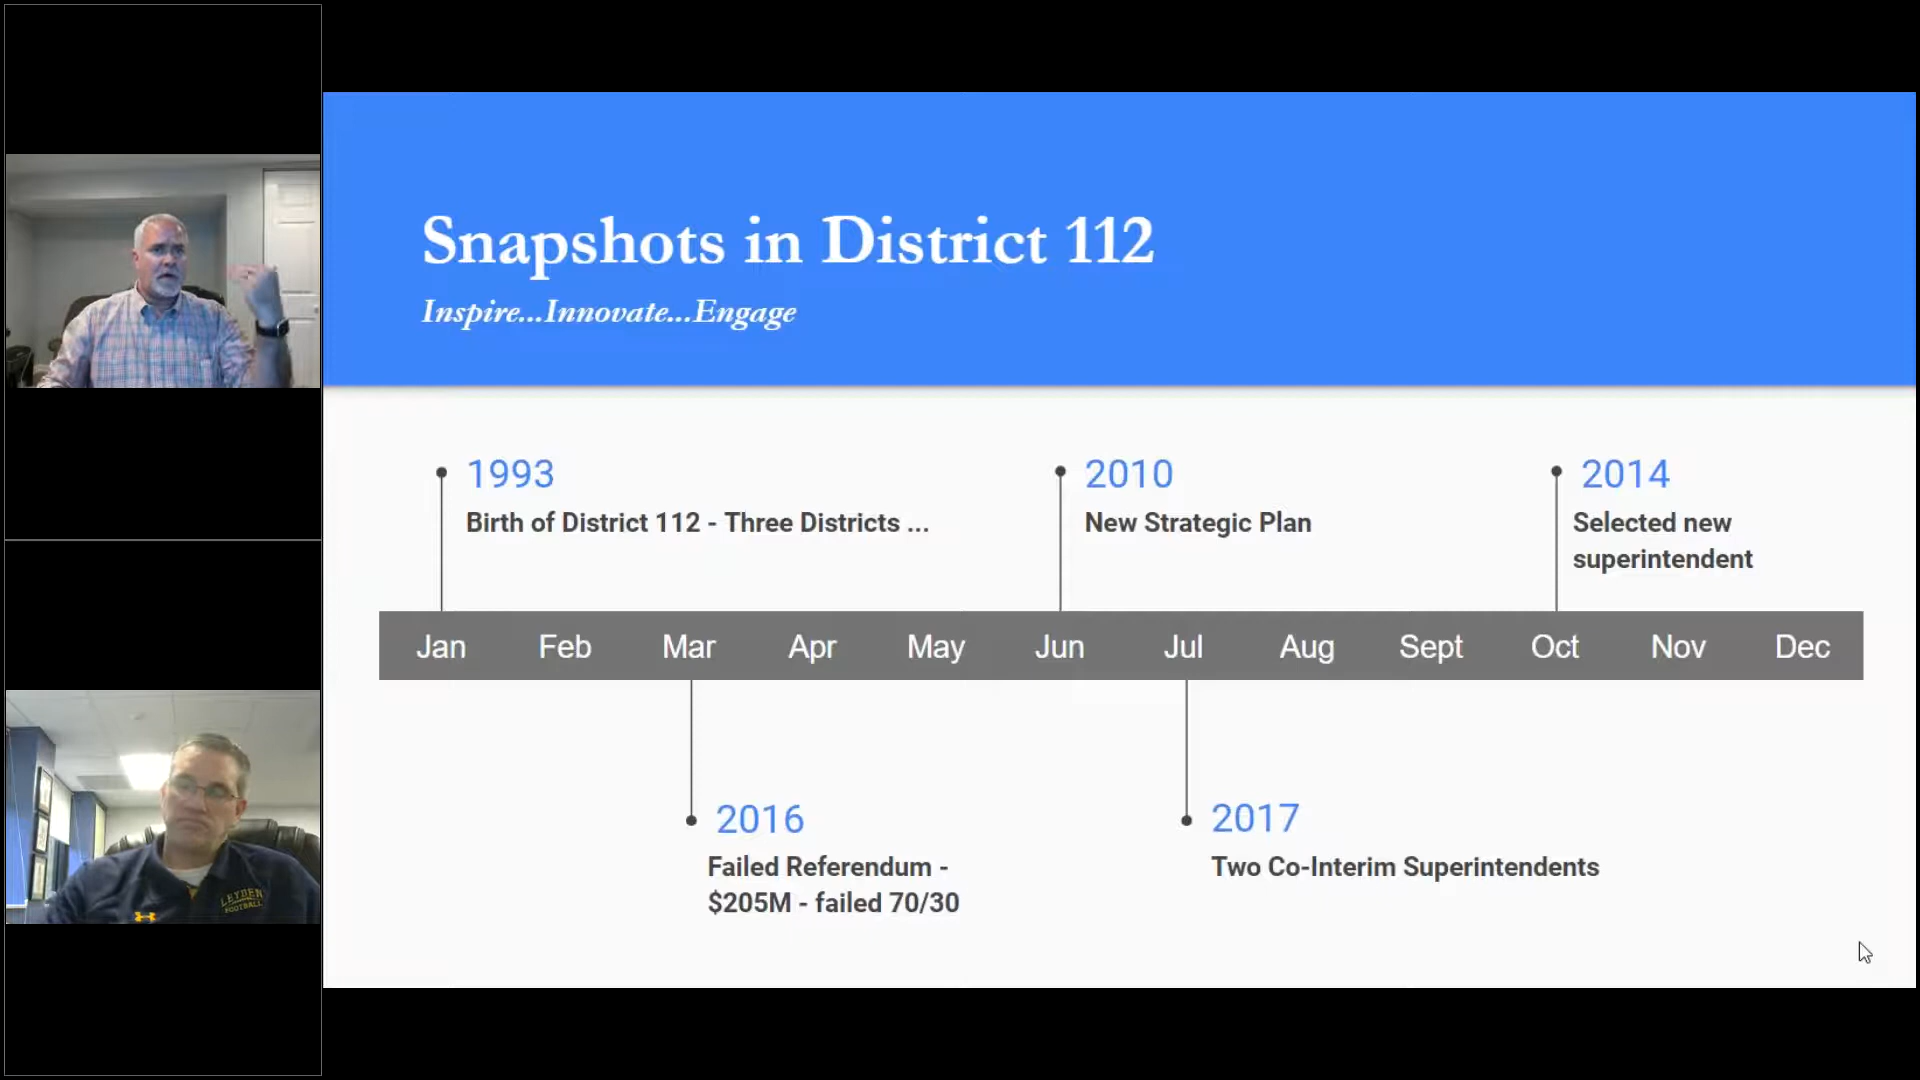 Snapshots in District 112
Inspire...Innovate...Engage
1993
Birth of District 112 - Three Districts ...
2010
New Strategic Plan
2014
Selected new
superintendent
Jan Feb Mar Apr May Jun Jul Aug Sept Oct Nov Dec
2016
Failed Referendum -
$205M - failed 70/30
2017
Two Co-Interim Superintendents
LEYDEN
FOOTBALL